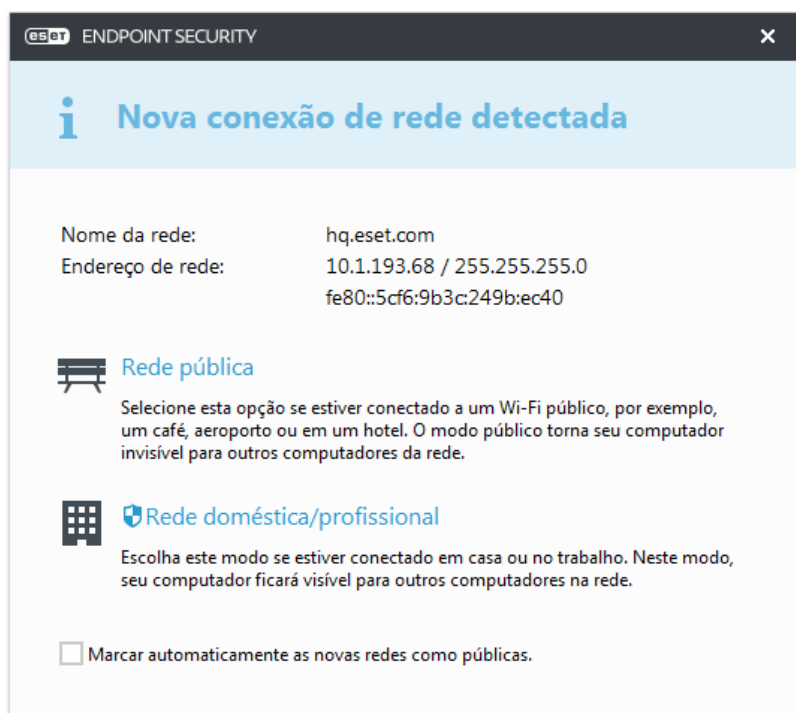 eset ENDPOINT SECURITY
Nova conexão de rede detectada
Nome da rede: hq.eset.com
Endereço de rede: 10.1.193.68 / 255.255.255.0
fe80::5cf6:9b3c:249b:ec40
Rede pública
Selecione esta opção se estiver conectado a um Wi-Fi público, por exemplo,
um café, aeroporto ou em um hotel. O modo público torna seu computador
invisível para outros computadores da rede.
Rede doméstica/profissional
Escolha este modo se estiver conectado em casa ou no trabalho. Neste modo,
seu computador ficará visível para outros computadores na rede.
Marcar automaticamente as novas redes como públicas.